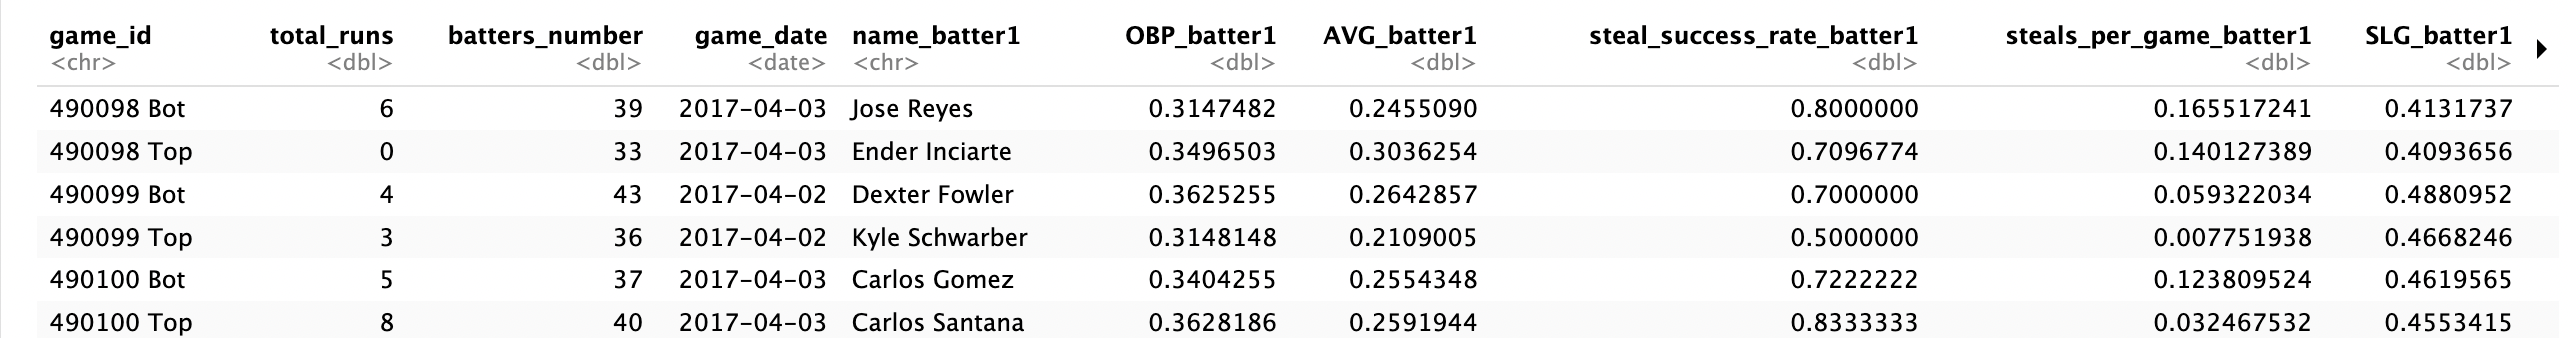 game_id total_runs batters_number game_date name_batter1 OBP_batter1 AVG_batter1 steal_success_rate_batter1 steals_per_game_batter1 SLG_batter1
<chr> <dbl> <dbl> <date> <chr> <dbl> <dbl> <dbl> <dbl> <dbl>
490098 Bot 6 39 2017-04-03 Jose Reyes 0.3147482 0.2455090 0.8000000 0.165517241 0.4131737
490098 Top 0 33 2017-04-03 Ender Inciarte 0.3496503 0.3036254 0.7096774 0.140127389 0.4093656
490099 Bot 4 43 2017-04-02 Dexter Fowler 0.3625255 0.2642857 0.7000000 0.059322034 0.4880952
490099 Top 3 36 2017-04-02 Kyle Schwarber 0.3148148 0.2109005 0.5000000 0.007751938 0.4668246
490100 Bot 5 37 2017-04-03 Carlos Gomez 0.3404255 0.2554348 0.7222222 0.123809524 0.4619565
490100 Top 8 40 2017-04-03 Carlos Santana 0.3628186 0.2591944 0.8333333 0.032467532 0.4553415